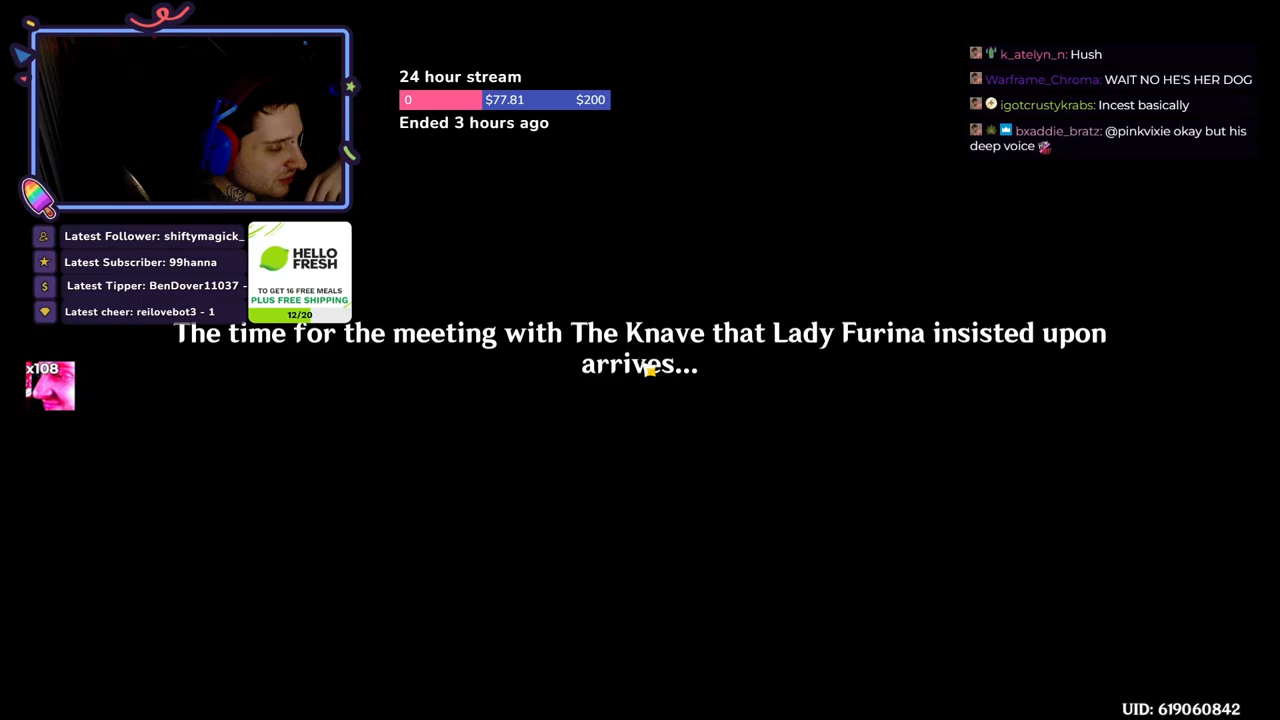 24 hour stream
0 $77.81 $200
Ended 3 hours ago
k_atelyn_n: Hush
Warframe_Chroma: WAIT NO HE'S HER DOG
igotcrustykrabs: Incest basically
bxaddie_bratz: @pinkvixie okay but his
deep voice
Latest Follower: shiftymagick_
Latest Subscriber: 99hanna
Latest Tipper: BenDover11037 -
Latest cheer: reilovebot3 - 1
HELLO
FRESH
TO GET 16 FREE MEALS
PLUS FREE SHIPPING
12/20
The time for the meeting with The Knave that Lady Furina insisted upon
arrives...
x108
UID: 619060842